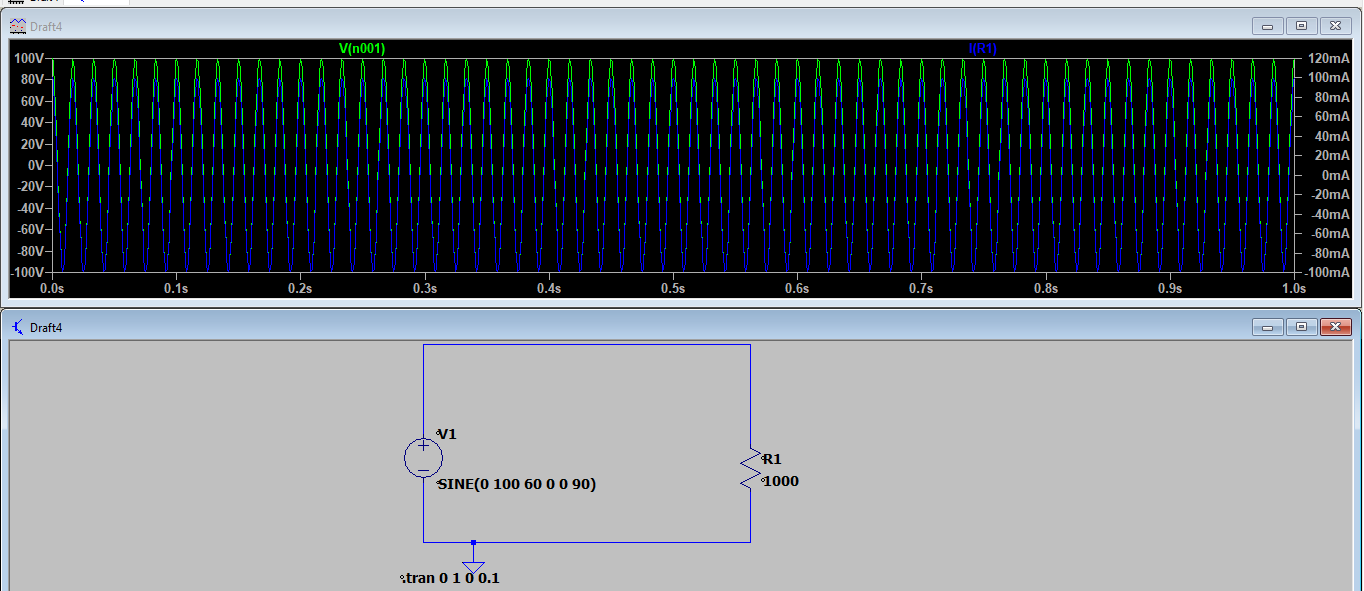 Draft4
V(n001) I(R1)
100V 120mA
80V 100mA
60V 80mA
40V 60mA
20V 40mA
0V 20mA
-20V 0mA
-40V -20mA
-60V -40mA
-80V -60mA
-100V -80mA
-100mA
0.0s 0.1s 0.2s 0.3s 0.4s 0.5s 0.6s 0.7s 0.8s 0.9s 1.0s
Draft4
V1
SINE(0 100 60 0 0 90)
R1
1000
.tran 0 1 0 0.1